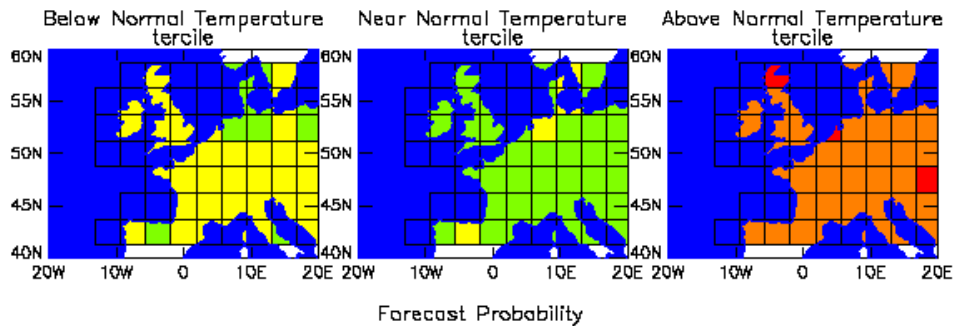 Below Normal Temperature
tercile
Near Normal Temperature
tercile
Above Normal Temperature
tercile
60N
55N
50N
45N
40N
20W 10W 0 10E 20E
60N
55N
50N
45N
40N
20W 10W 0 10E 20E
60N
55N
50N
45N
40N
20W 10W 0 10E 20E
Forecast Probability